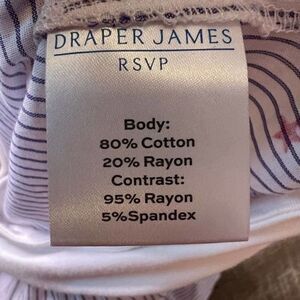 DRAPER JAMES
RSVP
Body:
80% Cotton
20% Rayon
Contrast:
95% Rayon
5%Spandex